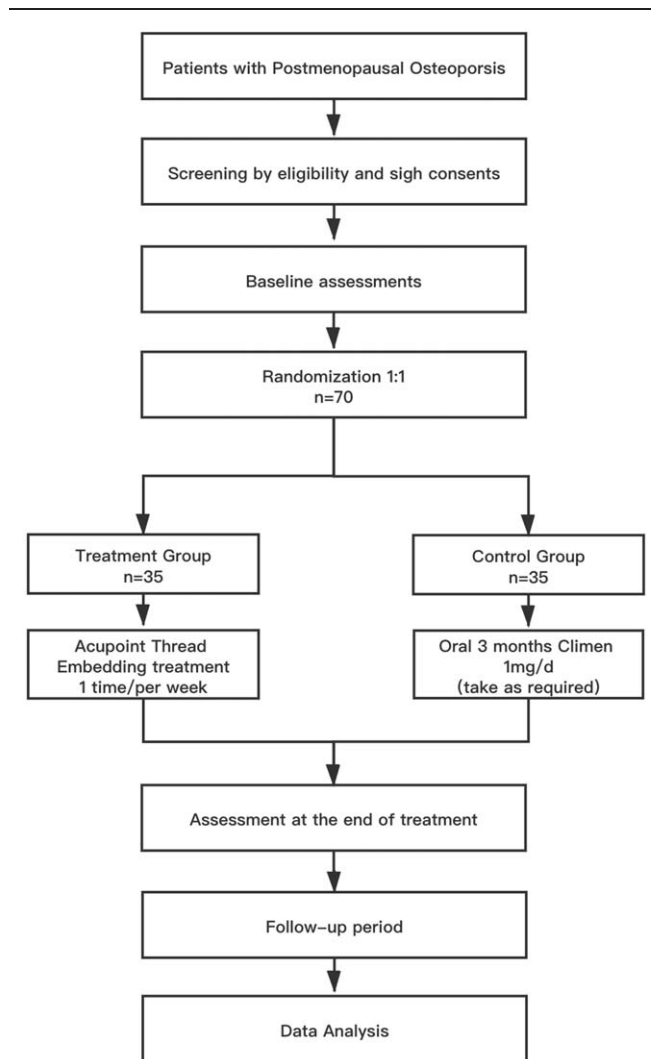 Patients with Postmenopausal Osteoporsis
Screening by eligibility and sigh consents
Baseline assessments
Randomization 1:1
n=70
Treatment Group
n=35
Control Group
n=35
Acupoint Thread
Embedding treatment
1 time/per week
Oral 3 months Climen
1mg/d
(take as required)
Assessment at the end of treatment
Follow-up period
Data Analysis